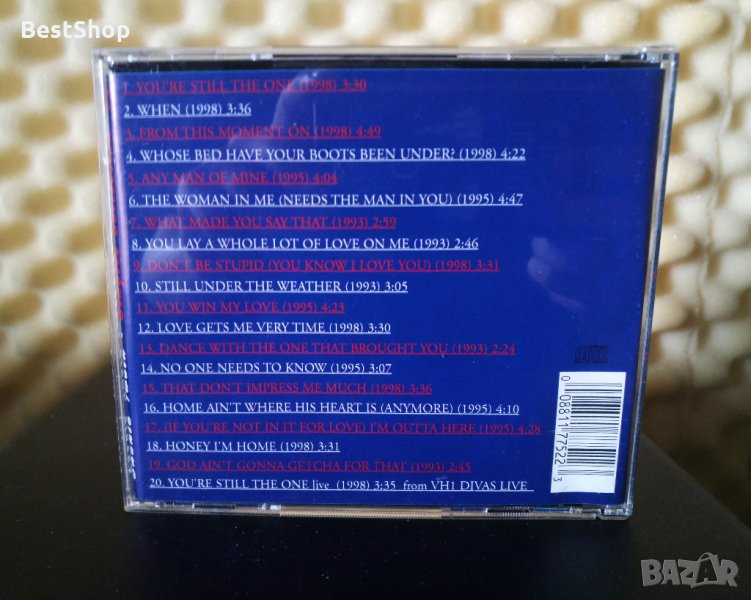 BestShop
1. YOU'RE STILL THE ONE (1998) 3:30
2. WHEN (1998) 3:36
3. FROM THIS MOMENT ON (1998) 4:49
4. WHOSE BED HAVE YOUR BOOTS BEEN UNDER? (1998) 4:22
5. ANY MAN OF MINE (1995) 4:04
6. THE WOMAN IN ME (NEEDS THE MAN IN YOU) (1995) 4:47
7. WHAT MADE YOU SAY THAT (1993) 2:59
8. YOU LAY A WHOLE LOT OF LOVE ON ME (1993) 2:46
9. DON'T BE STUPID (YOU KNOW I LOVE YOU) (1998) 3:31
10. STILL UNDER THE WEATHER (1993) 3:05
11. YOU WIN MY LOVE (1995) 4:23
12. LOVE GETS ME VERY TIME (1998) 3:30
13. DANCE WITH THE ONE THAT BROUGHT YOU (1993) 2:24
14. NO ONE NEEDS TO KNOW (1995) 3:07
15. THAT DON'T IMPRESS ME MUCH (1998) 3:36
16. HOME AIN'T WHERE HIS HEART IS (ANYMORE) (1995) 4:10
17. (IF YOU'RE NOT IN IT FOR LOVE) I'M OUTTA HERE (1995) 4:28
18. HONEY I'M HOME (1998) 3:31
19. GOD AIN'T GONNA GETCHA FOR THAT (1993) 2:45
20. YOU'RE STILL THE ONE live (1998) 3:35 from VH1 DIVAS LIVE
0 08811 77522 3
BAZAR